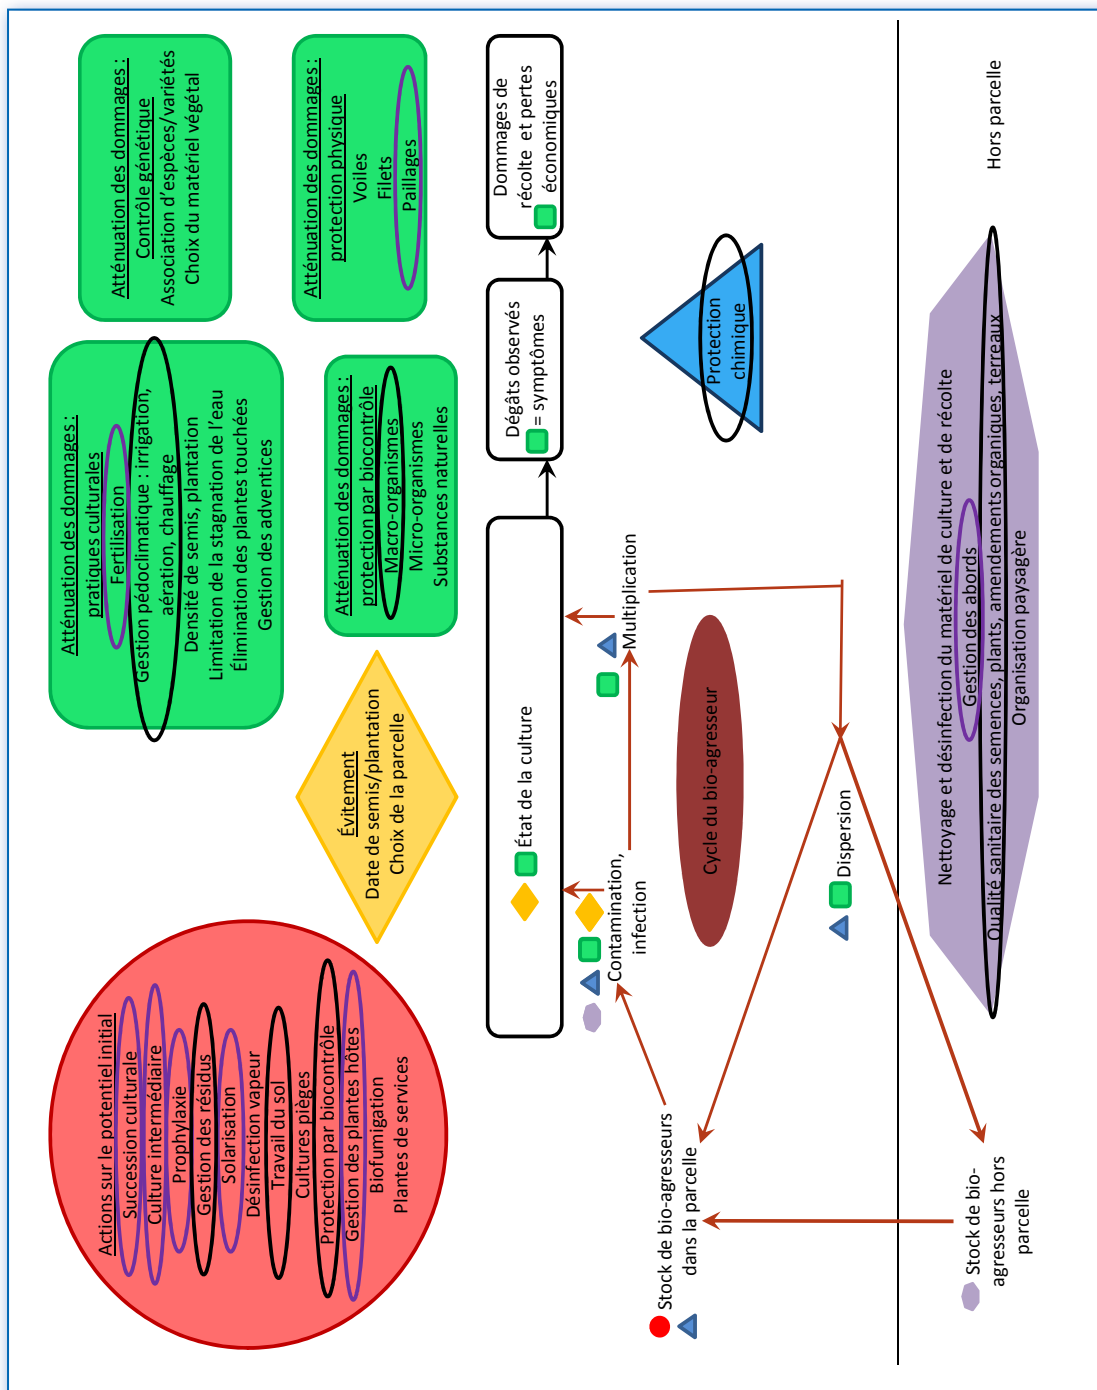 Actions sur le potentiel initial
Succession culturale
Culture intermédiaire
Prophylaxie
Gestion des résidus
Solarisation
Désinfection vapeur
Travail du sol
Cultures pièges
Protection par biocontrôle
Gestion des plantes hôtes
Biofumigation
Plantes de services
Évitement
Date de semis/plantation
Choix de la parcelle
Atténuation des dommages :
pratiques culturales
Fertilisation
Gestion pédoclimatique : irrigation,
aération, chauffage
Densité de semis, plantation
Limitation de la stagnation de l'eau
Élimination des plantes touchées
Gestion des adventices
Atténuation des dommages :
Contrôle génétique
Association d'espèces/variétés
Choix du matériel végétal
Atténuation des dommages :
protection par biocontrôle
Macro-organismes
Micro-organismes
Substances naturelles
Atténuation des dommages :
protection physique
Voiles
Filets
Paillages
État de la culture
Dégâts observés
= symptômes
Dommages de
récolte et pertes
économiques
Contamination,
infection
Multiplication
Cycle du bio-agresseur
Protection
chimique
Stock de bio-agresseurs
dans la parcelle
Dispersion
Stock de bio-
agresseurs hors
parcelle
Nettoyage et désinfection du matériel de culture et de récolte
Gestion des abords
Qualité sanitaire des semences, plants, amendements organiques, terreaux
Organisation paysagère
Hors parcelle